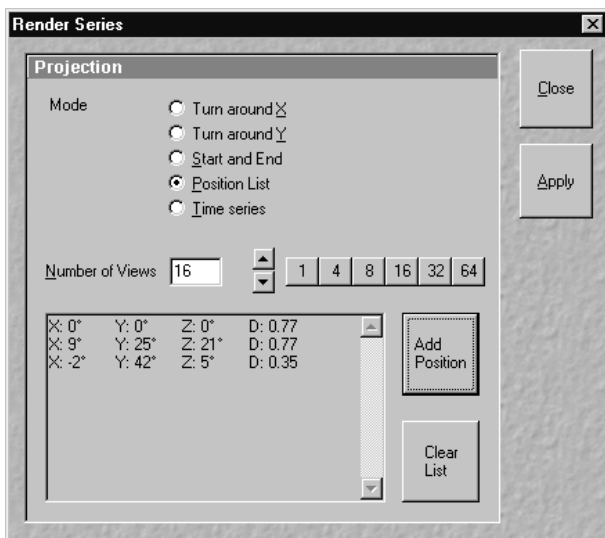 Render Series
Projection
Close
Mode
Turn around X
Turn around Y
Start and End
Position List
Time series
Apply
Number of Views 16 1 4 8 16 32 64
X: 0° Y: 0° Z: 0° D: 0.77
X: 9° Y: 25° Z: 21° D: 0.77
X: -2° Y: 42° Z: 5° D: 0.35
Add
Position
Clear
List